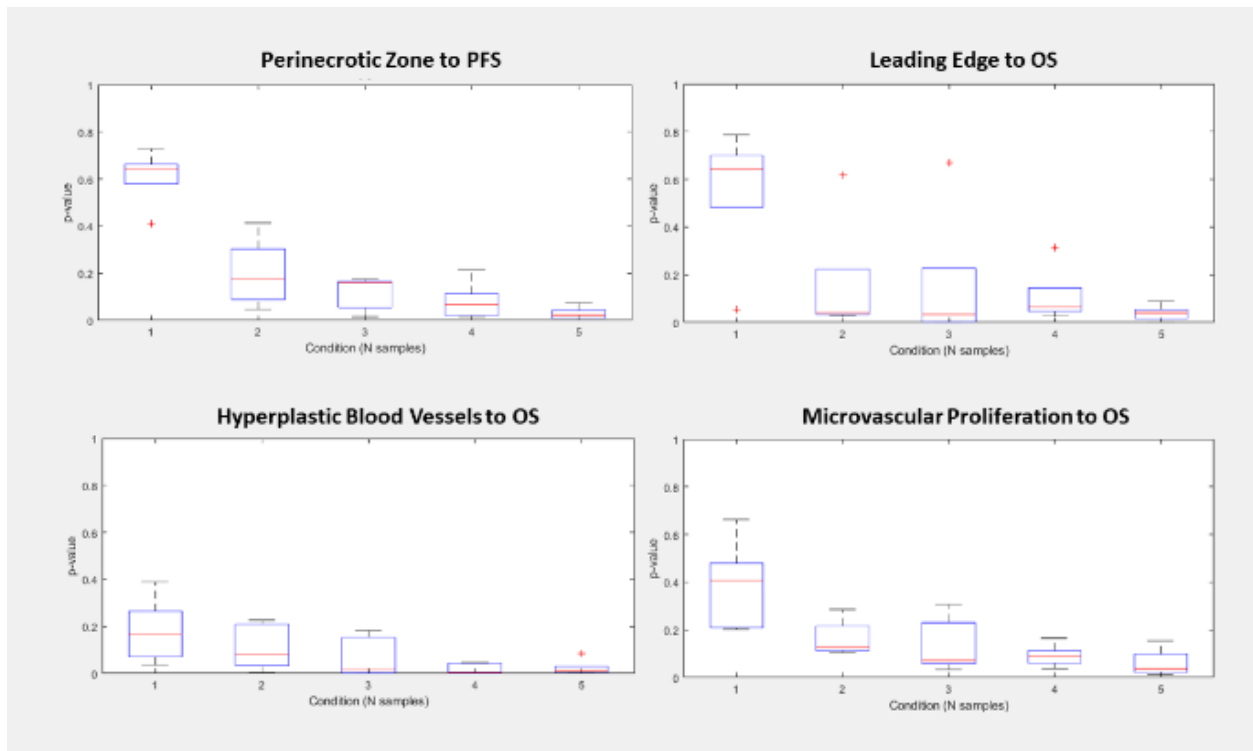 Perinecrotic Zone to PFS
1
0.8
0.6
0.4
0.2
0
p-value
1 2 3 4 5
Condition (N samples)
Leading Edge to OS
1
0.8
0.6
0.4
0.2
0
p-value
1 2 3 4 5
Condition (N samples)
Hyperplastic Blood Vessels to OS
1
0.8
0.6
0.4
0.2
0
p-value
1 2 3 4 5
Condition (N samples)
Microvascular Proliferation to OS
1
0.8
0.6
0.4
0.2
0
p-value
1 2 3 4 5
Condition (N samples)